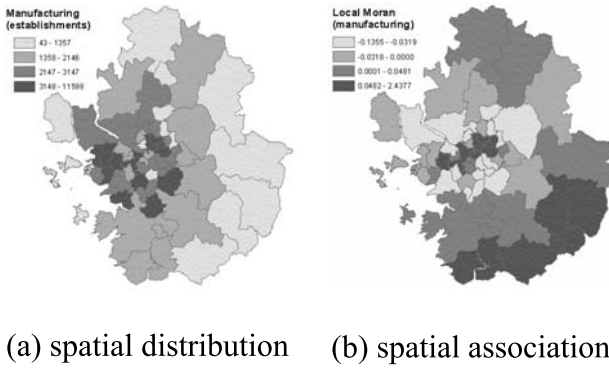 Manufacturing
(establishments)
43 - 1357
1358 - 2146
2147 - 3147
3148 - 11599
Local Moran
(manufacturing)
-0.1355 - -0.0319
-0.0318 - 0.0000
0.0001 - 0.0481
0.0482 - 2.4377
(a) spatial distribution
(b) spatial association